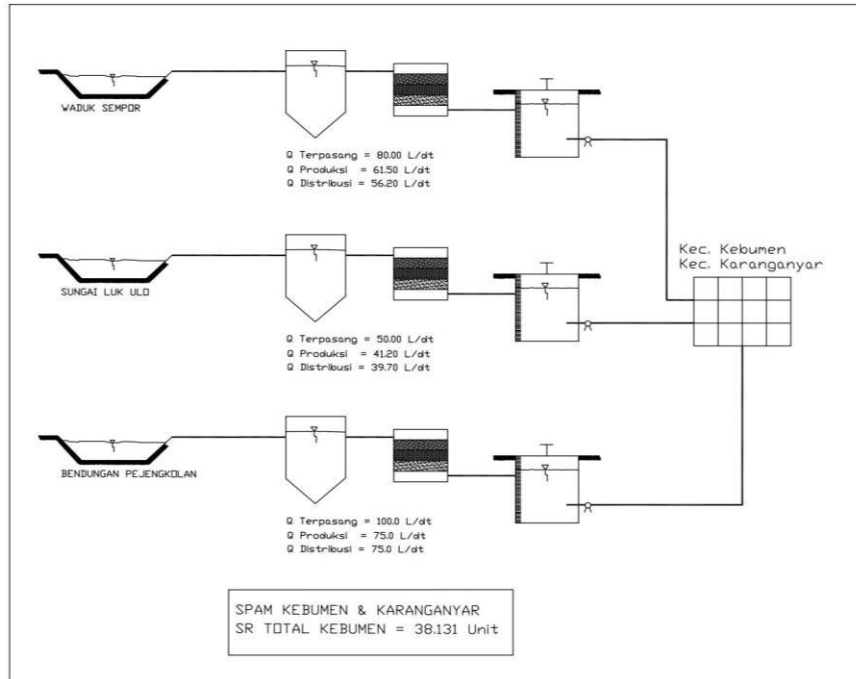 WADUK SEMPOR
Q Terpasang = 80.00 L/dt
Q Produksi = 61.50 L/dt
Q Distribusi = 56.20 L/dt
Kec. Kebumen
Kec. Karanganyar
SUNGAI LUK ULO
Q Terpasang = 50.00 L/dt
Q Produksi = 41.20 L/dt
Q Distribusi = 39.70 L/dt
BENDUNGAN PEJENGKOLAN
Q Terpasang = 100.0 L/dt
Q Produksi = 75.0 L/dt
Q Distribusi = 75.0 L/dt
SPAM KEBUMEN & KARANGANYAR
SR TOTAL KEBUMEN = 38.131 Unit